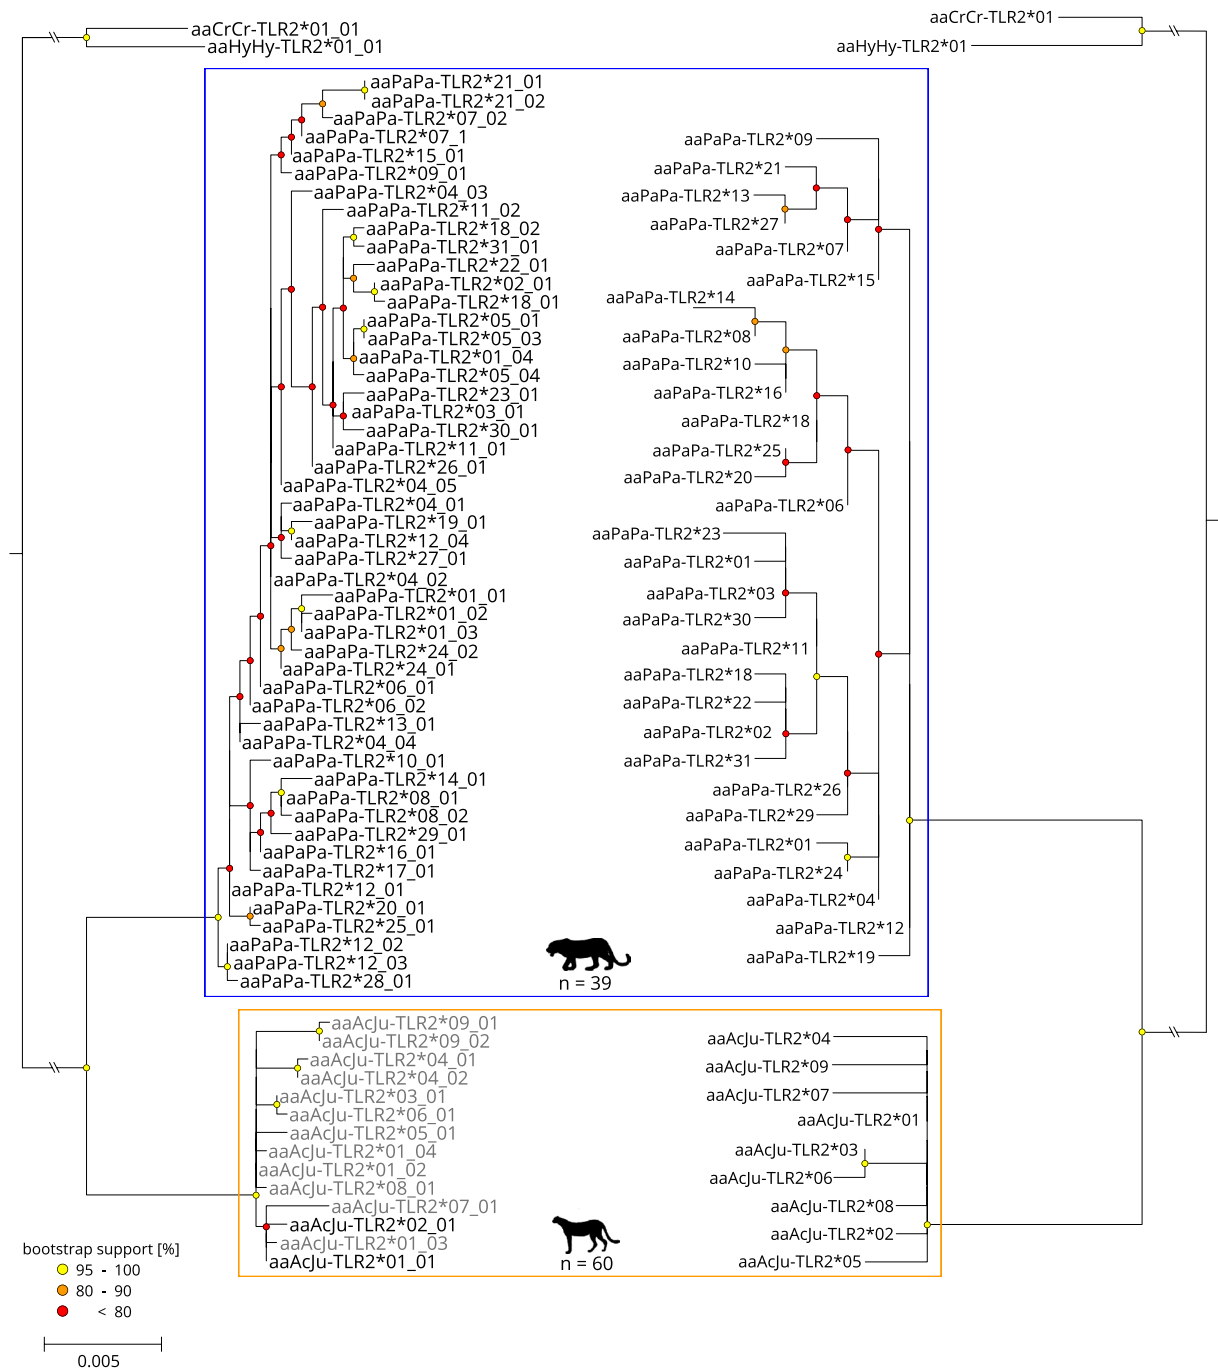 aaCrCr-TLR2*01_01
aaHyHy-TLR2*01_01
aaPaPa-TLR2*21_01
aaPaPa-TLR2*21_02
aaPaPa-TLR2*07_02
aaPaPa-TLR2*07_1
aaPaPa-TLR2*15_01
aaPaPa-TLR2*09_01
aaPaPa-TLR2*04_03
aaPaPa-TLR2*11_02
aaPaPa-TLR2*18_02
aaPaPa-TLR2*31_01
aaPaPa-TLR2*22_01
aaPaPa-TLR2*02_01
aaPaPa-TLR2*18_01
aaPaPa-TLR2*05_01
aaPaPa-TLR2*05_03
aaPaPa-TLR2*01_04
aaPaPa-TLR2*05_04
aaPaPa-TLR2*23_01
aaPaPa-TLR2*03_01
aaPaPa-TLR2*30_01
aaPaPa-TLR2*11_01
aaPaPa-TLR2*26_01
aaPaPa-TLR2*04_05
aaPaPa-TLR2*04_01
aaPaPa-TLR2*19_01
aaPaPa-TLR2*12_04
aaPaPa-TLR2*27_01
aaPaPa-TLR2*04_02
aaPaPa-TLR2*01_01
aaPaPa-TLR2*01_02
aaPaPa-TLR2*01_03
aaPaPa-TLR2*24_02
aaPaPa-TLR2*24_01
aaPaPa-TLR2*06_01
aaPaPa-TLR2*06_02
aaPaPa-TLR2*13_01
aaPaPa-TLR2*04_04
aaPaPa-TLR2*10_01
aaPaPa-TLR2*14_01
aaPaPa-TLR2*08_01
aaPaPa-TLR2*08_02
aaPaPa-TLR2*29_01
aaPaPa-TLR2*16_01
aaPaPa-TLR2*17_01
aaPaPa-TLR2*12_01
aaPaPa-TLR2*20_01
aaPaPa-TLR2*25_01
aaPaPa-TLR2*12_02
aaPaPa-TLR2*12_03
aaPaPa-TLR2*28_01
n = 39
aaAcJu-TLR2*09_01
aaAcJu-TLR2*09_02
aaAcJu-TLR2*04_01
aaAcJu-TLR2*04_02
aaAcJu-TLR2*03_01
aaAcJu-TLR2*06_01
aaAcJu-TLR2*05_01
aaAcJu-TLR2*01_04
aaAcJu-TLR2*01_02
aaAcJu-TLR2*08_01
aaAcJu-TLR2*07_01
aaAcJu-TLR2*02_01
aaAcJu-TLR2*01_03
aaAcJu-TLR2*01_01
n = 60
aaCrCr-TLR2*01
aaHyHy-TLR2*01
aaPaPa-TLR2*09
aaPaPa-TLR2*21
aaPaPa-TLR2*13
aaPaPa-TLR2*27
aaPaPa-TLR2*07
aaPaPa-TLR2*15
aaPaPa-TLR2*14
aaPaPa-TLR2*08
aaPaPa-TLR2*10
aaPaPa-TLR2*16
aaPaPa-TLR2*18
aaPaPa-TLR2*25
aaPaPa-TLR2*20
aaPaPa-TLR2*06
aaPaPa-TLR2*23
aaPaPa-TLR2*01
aaPaPa-TLR2*03
aaPaPa-TLR2*30
aaPaPa-TLR2*11
aaPaPa-TLR2*18
aaPaPa-TLR2*22
aaPaPa-TLR2*02
aaPaPa-TLR2*31
aaPaPa-TLR2*26
aaPaPa-TLR2*29
aaPaPa-TLR2*01
aaPaPa-TLR2*24
aaPaPa-TLR2*04
aaPaPa-TLR2*12
aaPaPa-TLR2*19
aaAcJu-TLR2*04
aaAcJu-TLR2*09
aaAcJu-TLR2*07
aaAcJu-TLR2*01
aaAcJu-TLR2*03
aaAcJu-TLR2*06
aaAcJu-TLR2*08
aaAcJu-TLR2*02
aaAcJu-TLR2*05
bootstrap support [%]
95 - 100
80 - 90
< 80
0.005